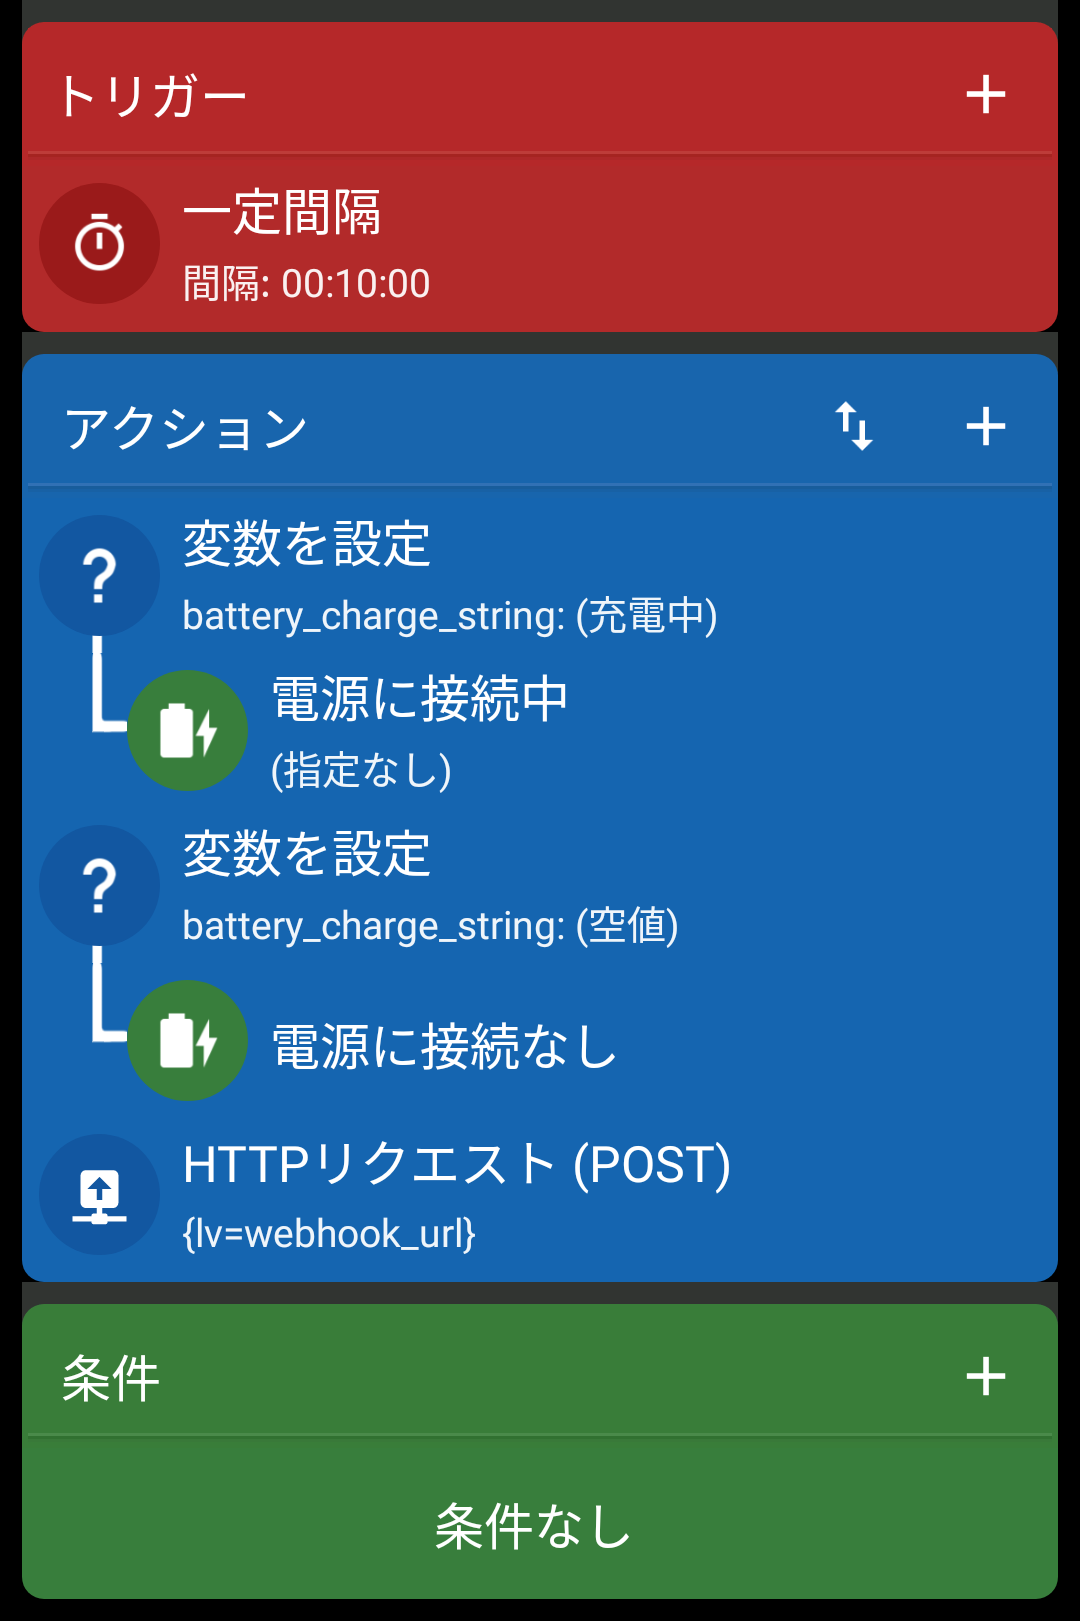 トリガー
一定間隔
間隔: 00:10:00
アクション
変数を設定
battery_charge_string: (充電中)
電源に接続中
(指定なし)
変数を設定
battery_charge_string: (空値)
電源に接続なし
HTTPリクエスト (POST)
{lv=webhook_url}
条件
条件なし